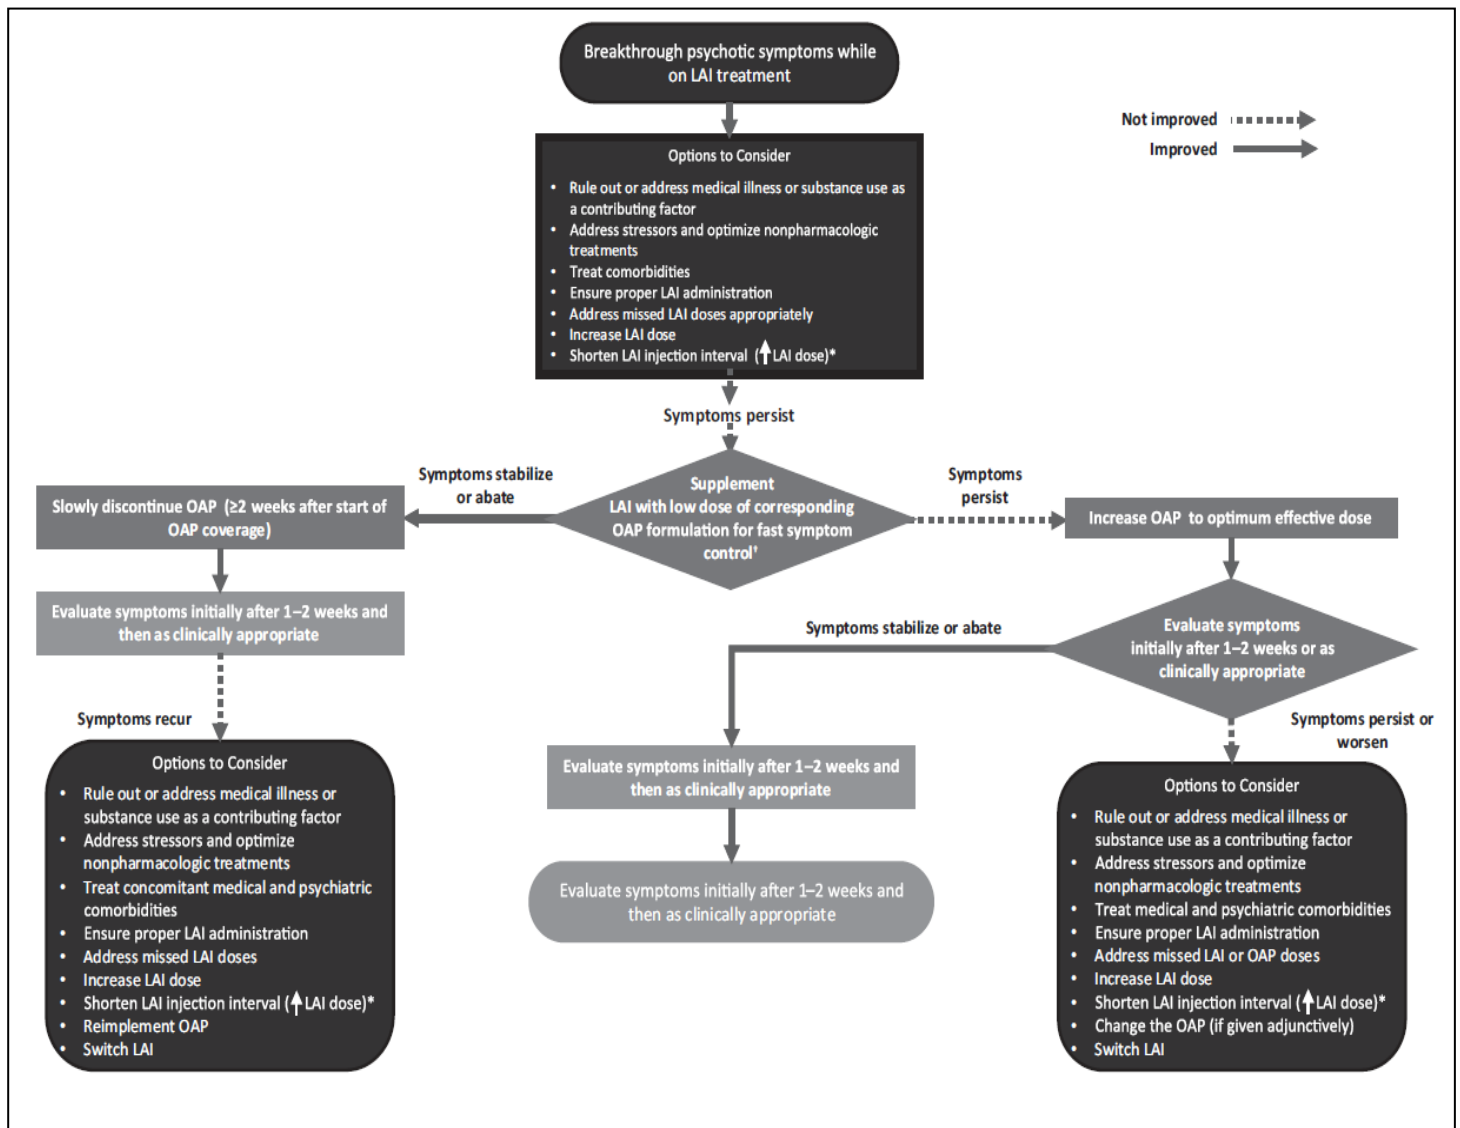 Breakthrough psychotic symptoms while
on LAI treatment
Not improved
Improved
Options to Consider
• Rule out or address medical illness or substance use as
a contributing factor
• Address stressors and optimize nonpharmacologic
treatments
• Treat comorbidities
• Ensure proper LAI administration
• Address missed LAI doses appropriately
• Increase LAI dose
• Shorten LAI injection interval (↑LAI dose)*
Symptoms persist
Symptoms stabilize
or abate
Supplement
LAI with low dose of corresponding
OAP formulation for fast symptom
control†
Symptoms
persist
Slowly discontinue OAP (≥2 weeks after start of
OAP coverage)
Increase OAP to optimum effective dose
Evaluate symptoms initially after 1–2 weeks and
then as clinically appropriate
Symptoms stabilize or abate
Evaluate symptoms
initially after 1–2 weeks or as
clinically appropriate
Symptoms recur
Symptoms persist or
worsen
Options to Consider
• Rule out or address medical illness or
substance use as a contributing factor
• Address stressors and optimize
nonpharmacologic treatments
• Treat concomitant medical and psychiatric
comorbidities
• Ensure proper LAI administration
• Address missed LAI doses
• Increase LAI dose
• Shorten LAI injection interval (↑LAI dose)*
• Reimplement OAP
• Switch LAI
Evaluate symptoms initially after 1–2 weeks and
then as clinically appropriate
Evaluate symptoms initially after 1–2 weeks and
then as clinically appropriate
Options to Consider
• Rule out or address medical illness or
substance use as a contributing factor
• Address stressors and optimize
nonpharmacologic treatments
• Treat medical and psychiatric comorbidities
• Ensure proper LAI administration
• Address missed LAI or OAP doses
• Increase LAI dose
• Shorten LAI injection interval (↑LAI dose)*
• Change the OAP (if given adjunctively)
• Switch LAI